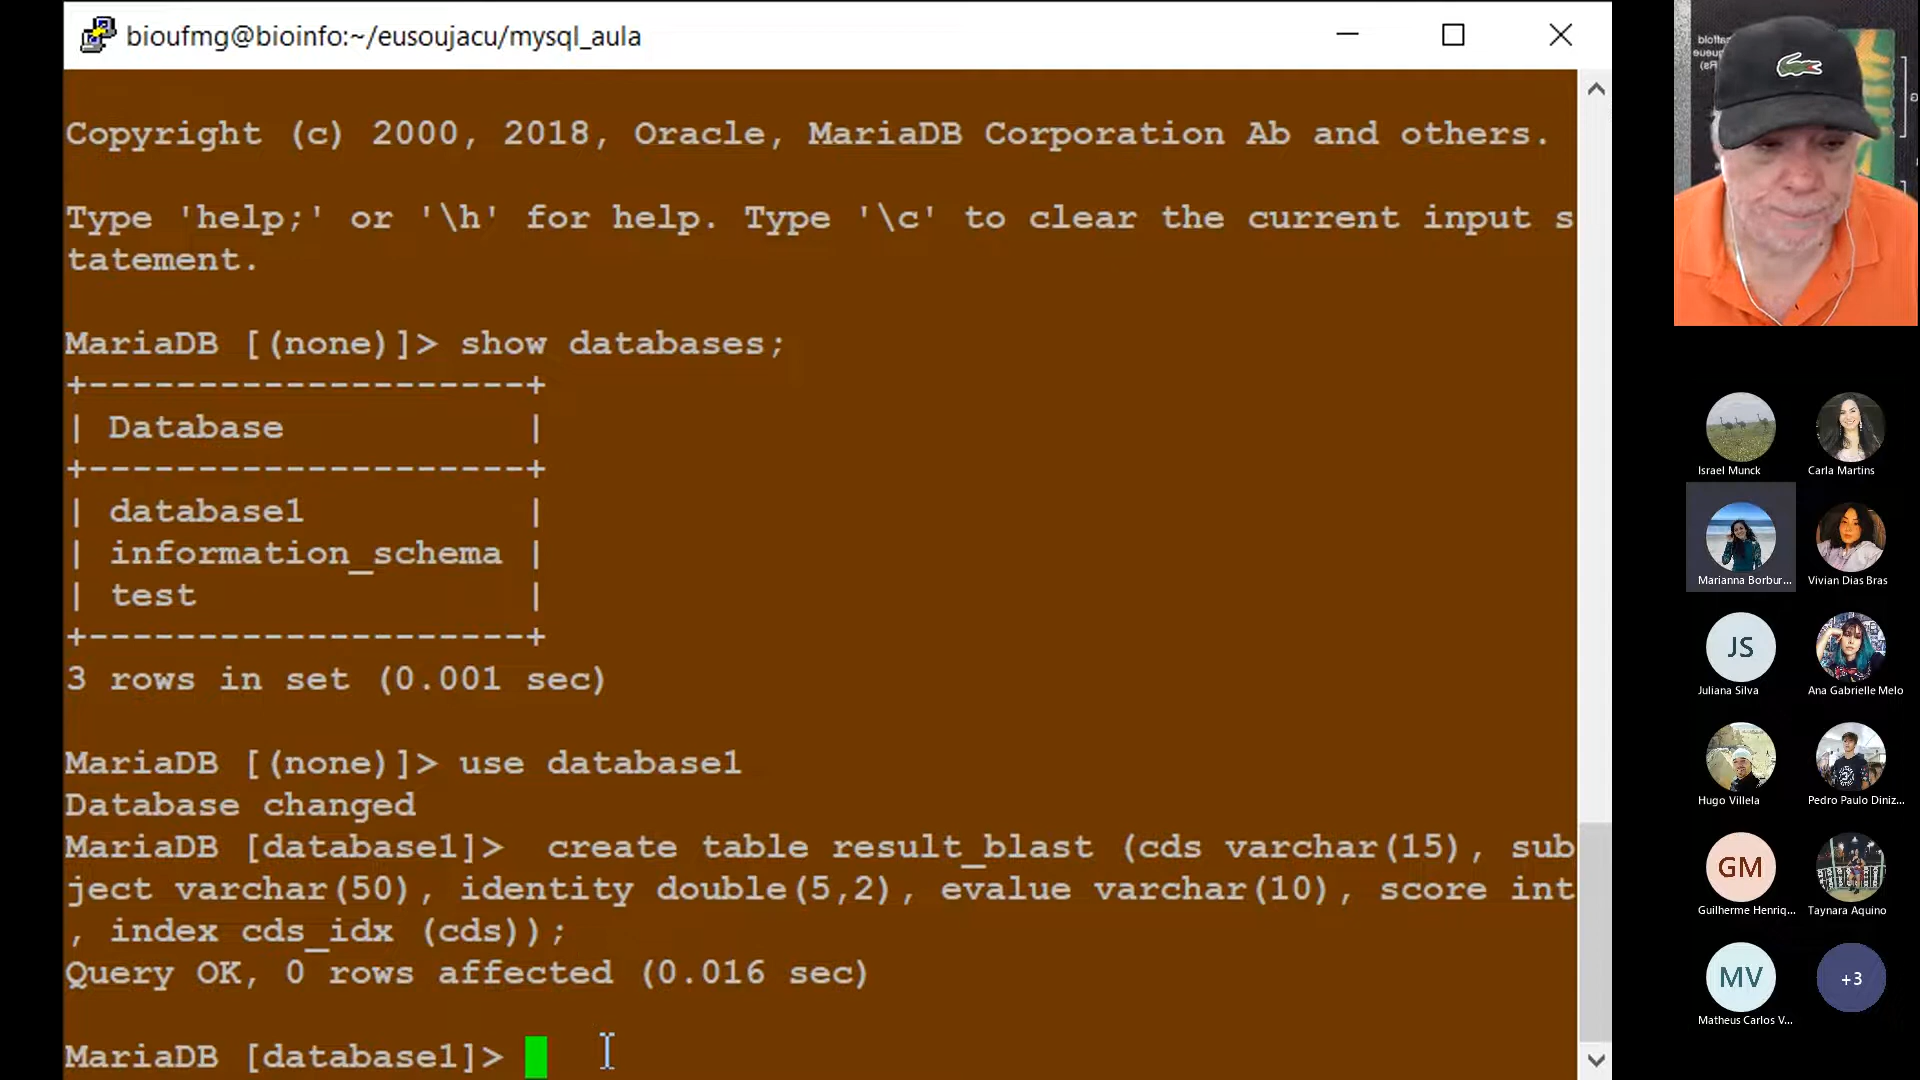 bioufmg@bioinfo:~/eusoujacu/mysql_aula
Copyright (c) 2000, 2018, Oracle, MariaDB Corporation Ab and others.
Type 'help;' or '\h' for help. Type '\c' to clear the current input s
tatement.
MariaDB [(none)]> show databases;
+--------------------+
| Database           |
+--------------------+
| database1          |
| information_schema |
| test               |
+--------------------+
3 rows in set (0.001 sec)
MariaDB [(none)]> use database1
Database changed
MariaDB [database1]>  create table result_blast (cds varchar(15), sub
ject varchar(50), identity double(5,2), evalue varchar(10), score int
, index cds_idx (cds));
Query OK, 0 rows affected (0.016 sec)
MariaDB [database1]>
Israel Munck
Carla Martins
Marianna Borbur...
Vivian Dias Bras
JS
Juliana Silva
Ana Gabrielle Melo
Hugo Villela
Pedro Paulo Diniz...
GM
Guilherme Henriq...
Taynara Aquino
MV
Matheus Carlos V...
+3